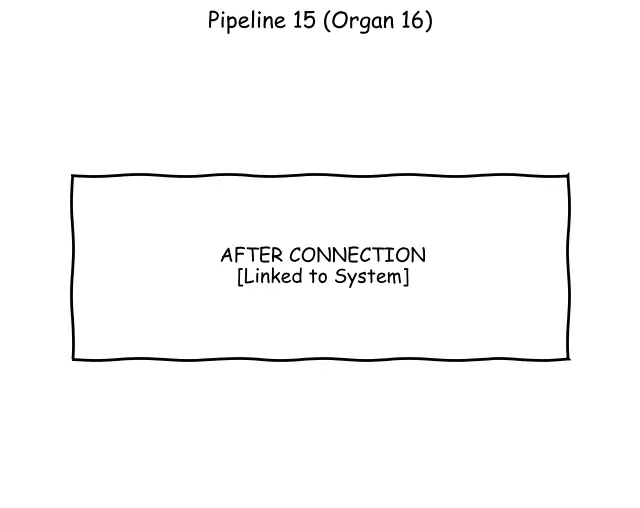 Pipeline 15 (Organ 16)
AFTER CONNECTION
[Linked to System]